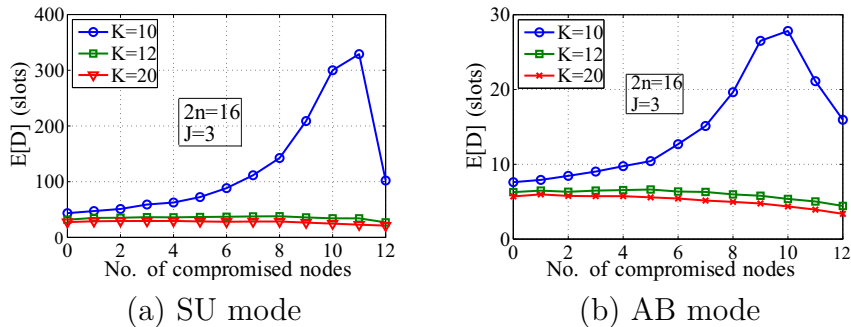 400
300
200
100
0
E[D] (slots)
K=10
K=12
K=20
2n=16
J=3
0 2 4 6 8 10 12
No. of compromised nodes
(a) SU mode
30
20
10
0
E[D] (slots)
K=10
K=12
K=20
2n=16
J=3
0 2 4 6 8 10 12
No. of compromised nodes
(b) AB mode